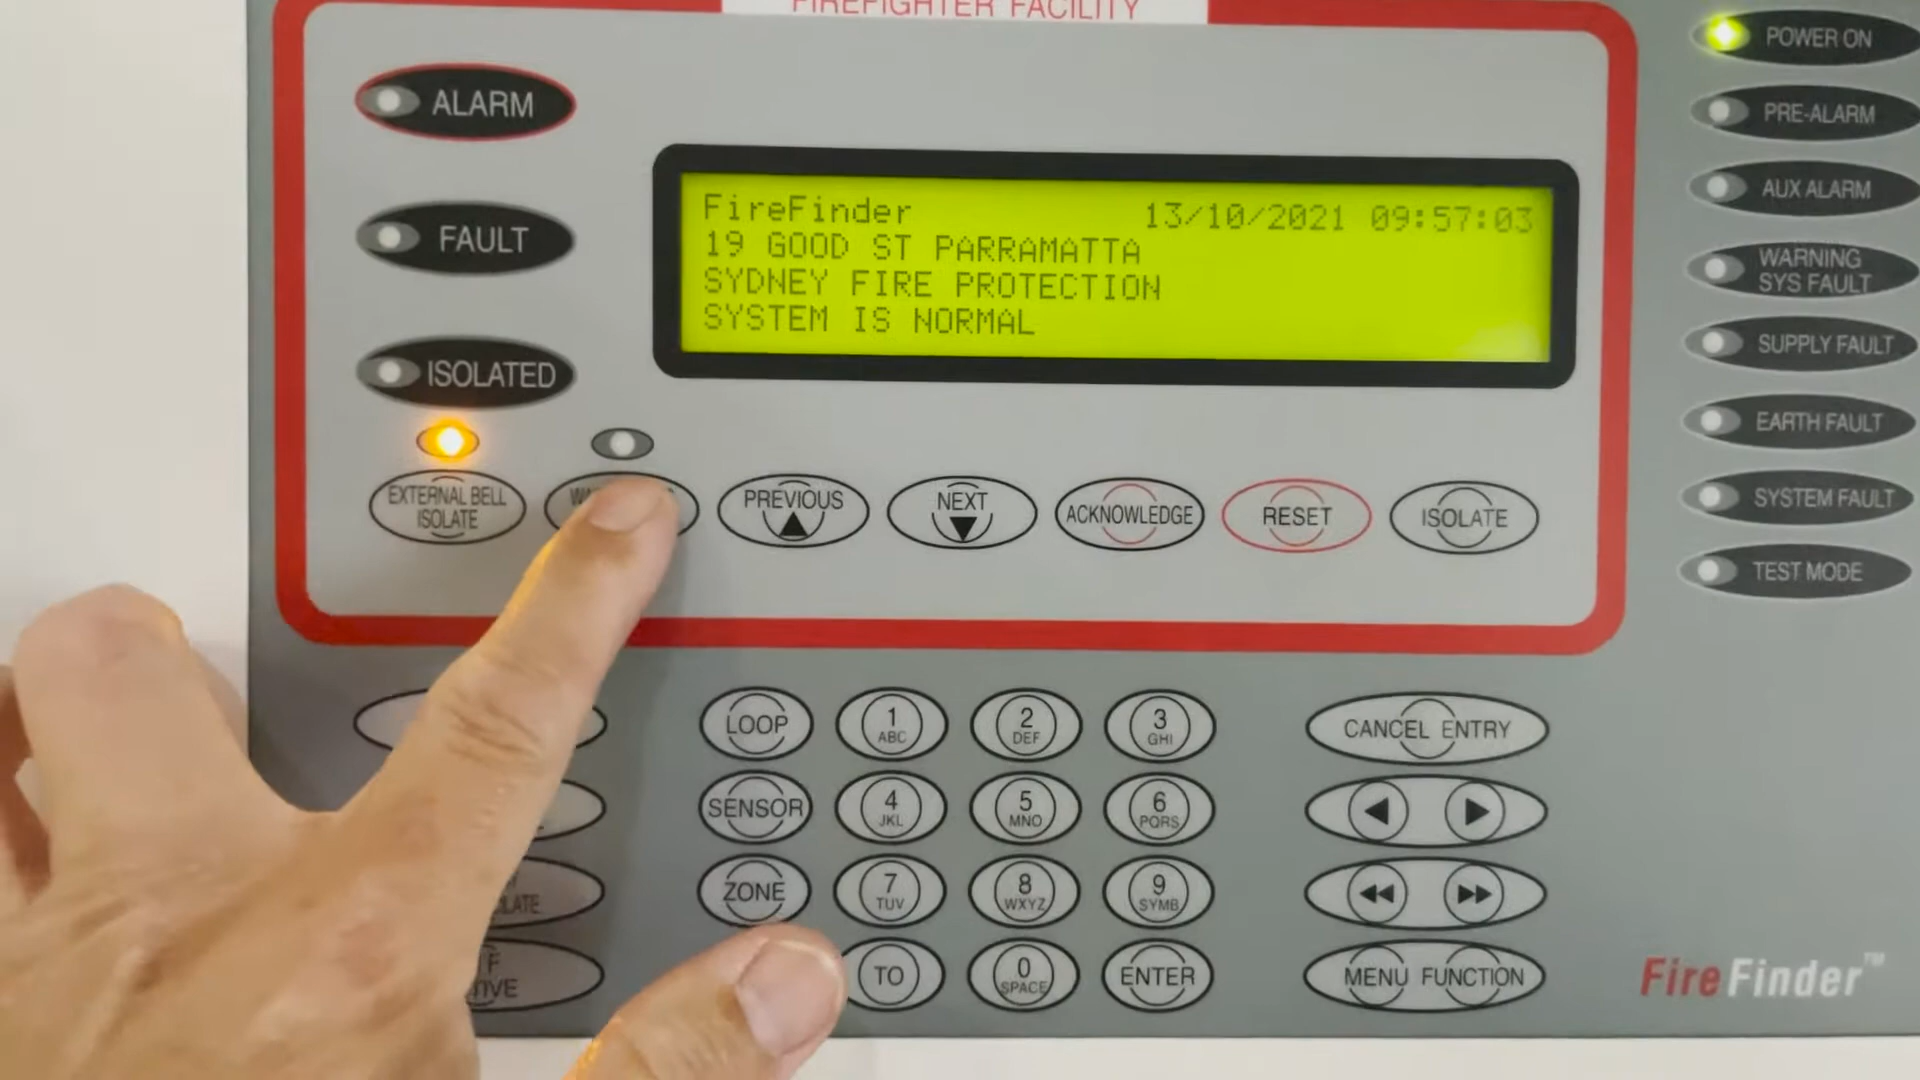 FIREFIGHTER FACILITY
ALARM
FAULT
ISOLATED
FireFinder 13/10/2021 09:57:03
19 GOOD ST PARRAMATTA
SYDNEY FIRE PROTECTION
SYSTEM IS NORMAL
EXTERNAL BELL
ISOLATE
PREVIOUS
NEXT
ACKNOWLEDGE
RESET
ISOLATE
POWER ON
PRE-ALARM
AUX ALARM
WARNING
SYS FAULT
SUPPLY FAULT
EARTH FAULT
SYSTEM FAULT
TEST MODE
LOOP
1
ABC
2
DEF
3
GHI
CANCEL ENTRY
SENSOR
4
JKL
5
MNO
6
PQRS
ZONE
7
TUV
8
WXYZ
9
SYMB
TO
0
SPACE
ENTER
MENU FUNCTION
FireFinder™